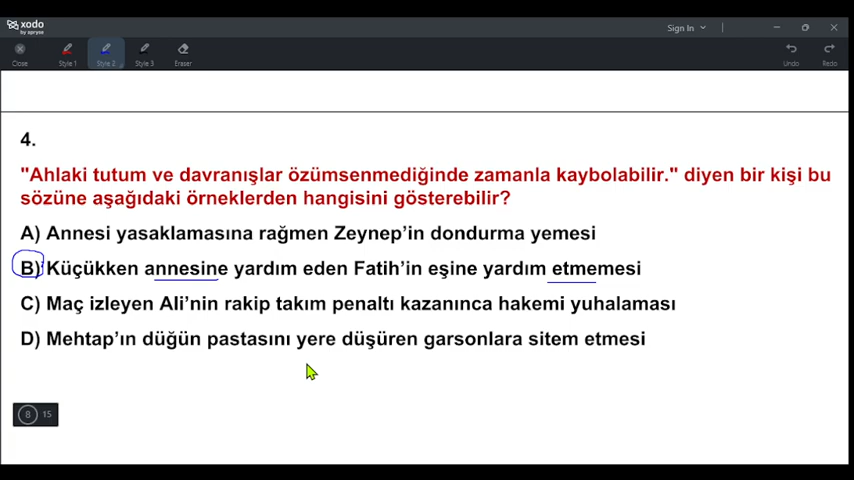 xodo
by apryse
Sign In
Close
Style 1
Style 2
Style 3
Eraser
Undo
Redo
4.
"Ahlaki tutum ve davranışlar özümsenmediğinde zamanla kaybolabilir." diyen bir kişi bu
sözüne aşağıdaki örneklerden hangisini gösterebilir?
A) Annesi yasaklamasına rağmen Zeynep'in dondurma yemesi
B) Küçükken annesine yardım eden Fatih'in eşine yardım etmemesi
C) Maç izleyen Ali'nin rakip takım penaltı kazanınca hakemi yuhalaması
D) Mehtap'ın düğün pastasını yere düşüren garsonlara sitem etmesi
8 15